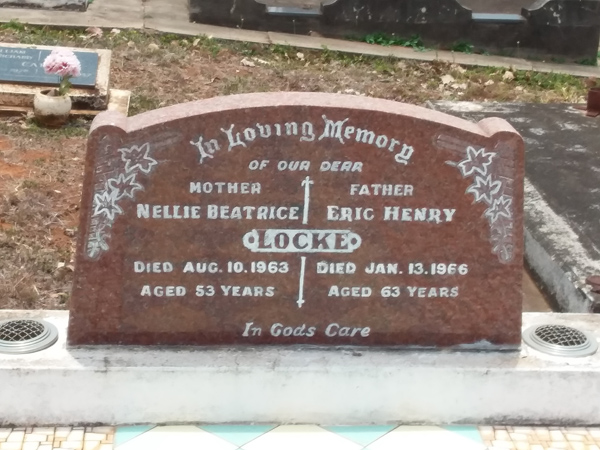 In Loving Memory
OF OUR DEAR
MOTHER FATHER
NELLIE BEATRICE ERIC HENRY
LOCKE
DIED AUG. 10. 1963 DIED JAN. 13. 1966
AGED 53 YEARS AGED 63 YEARS
In Gods Care